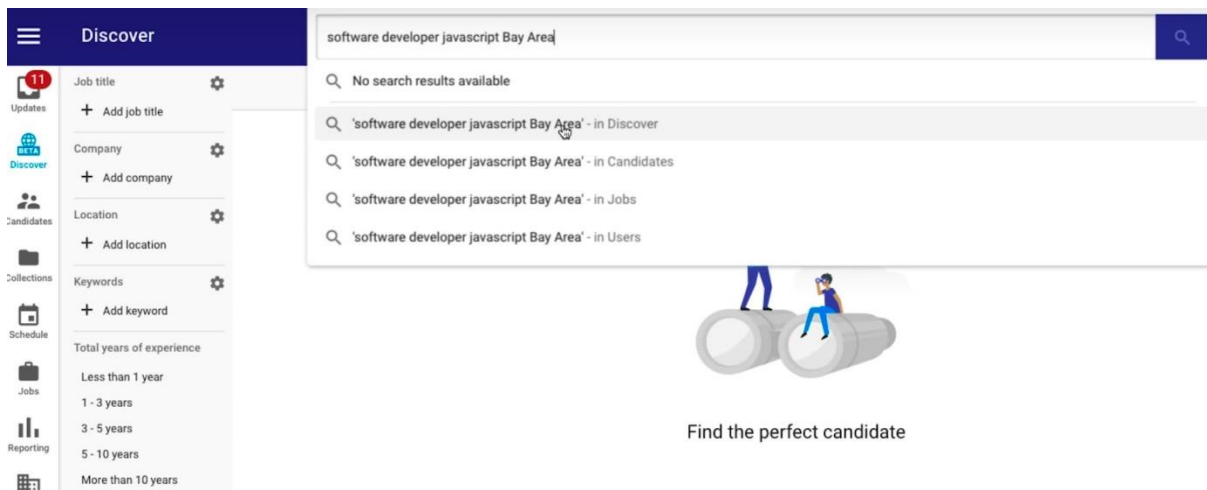 Discover
software developer javascript Bay Area
No search results available
'software developer javascript Bay Area' - in Discover
'software developer javascript Bay Area' - in Candidates
'software developer javascript Bay Area' - in Jobs
'software developer javascript Bay Area' - in Users
11
Updates
BETA
Discover
Candidates
Collections
Schedule
Jobs
Reporting
Job title
+ Add job title
Company
+ Add company
Location
+ Add location
Keywords
+ Add keyword
Total years of experience
Less than 1 year
1 - 3 years
3 - 5 years
5 - 10 years
More than 10 years
Find the perfect candidate